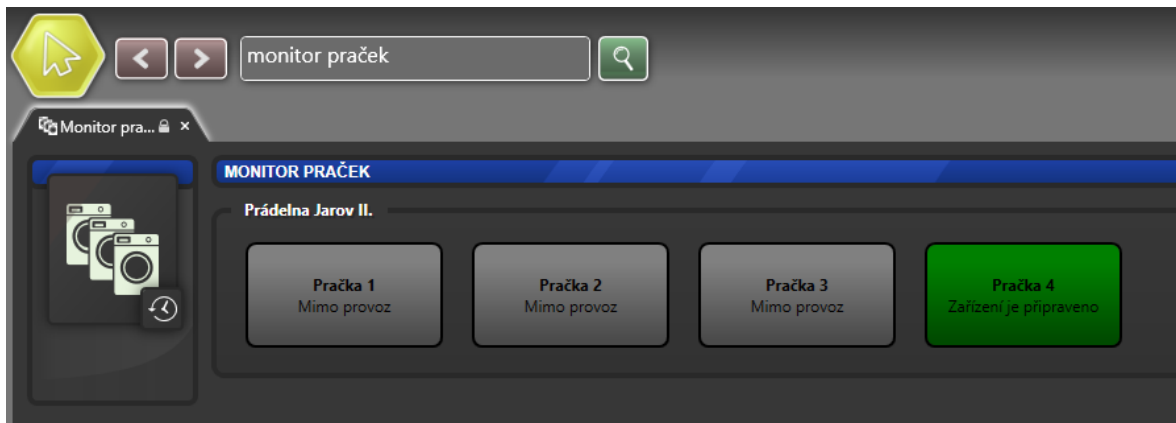 monitor praček
Monitor pra...
MONITOR PRAČEK
Prádelna Jarov II.
Pračka 1
Mimo provoz
Pračka 2
Mimo provoz
Pračka 3
Mimo provoz
Pračka 4
Zařízení je připraveno